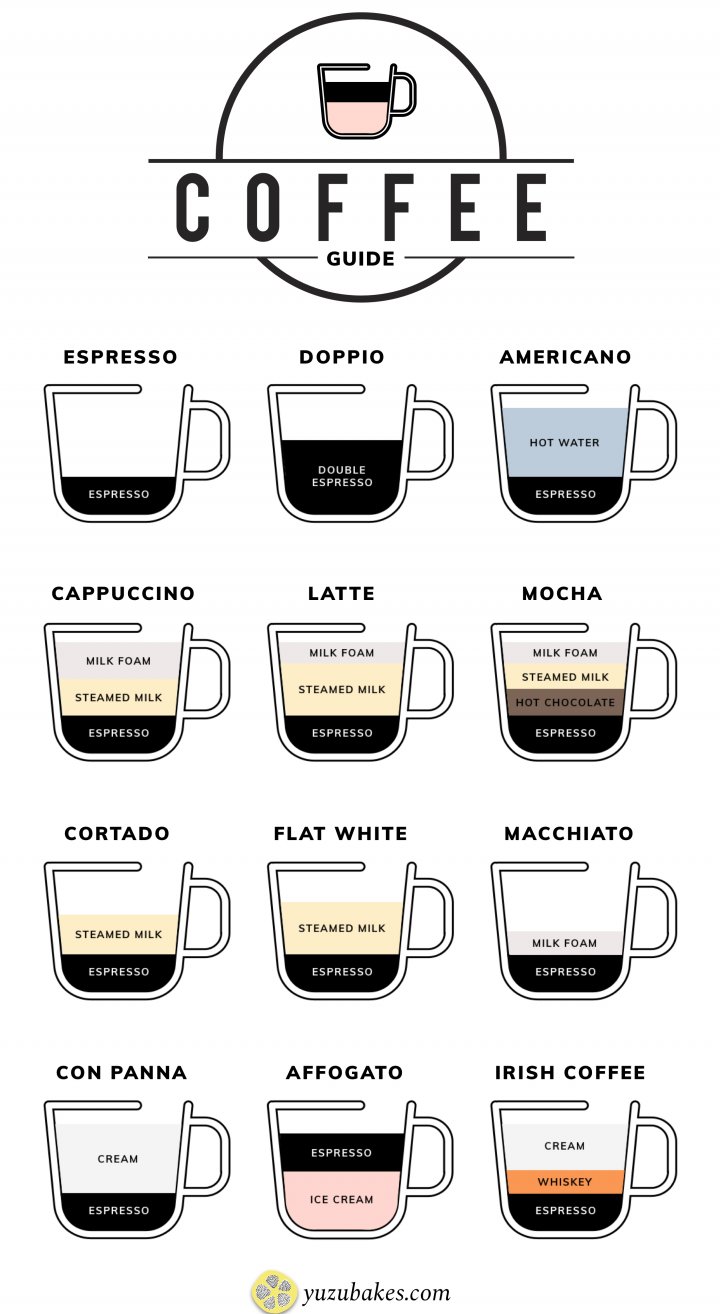 COFFEE
GUIDE
ESPRESSO
DOPPIO
AMERICANO
ESPRESSO
DOUBLE
ESPRESSO
HOT WATER
ESPRESSO
CAPPUCCINO
LATTE
MOCHA
MILK FOAM
STEAMED MILK
ESPRESSO
MILK FOAM
STEAMED MILK
ESPRESSO
MILK FOAM
STEAMED MILK
HOT CHOCOLATE
ESPRESSO
CORTADO
FLAT WHITE
MACCHIATO
STEAMED MILK
ESPRESSO
STEAMED MILK
ESPRESSO
MILK FOAM
ESPRESSO
CON PANNA
AFFOGATO
IRISH COFFEE
CREAM
ESPRESSO
ESPRESSO
ICE CREAM
CREAM
WHISKEY
ESPRESSO
yuzubakes.com